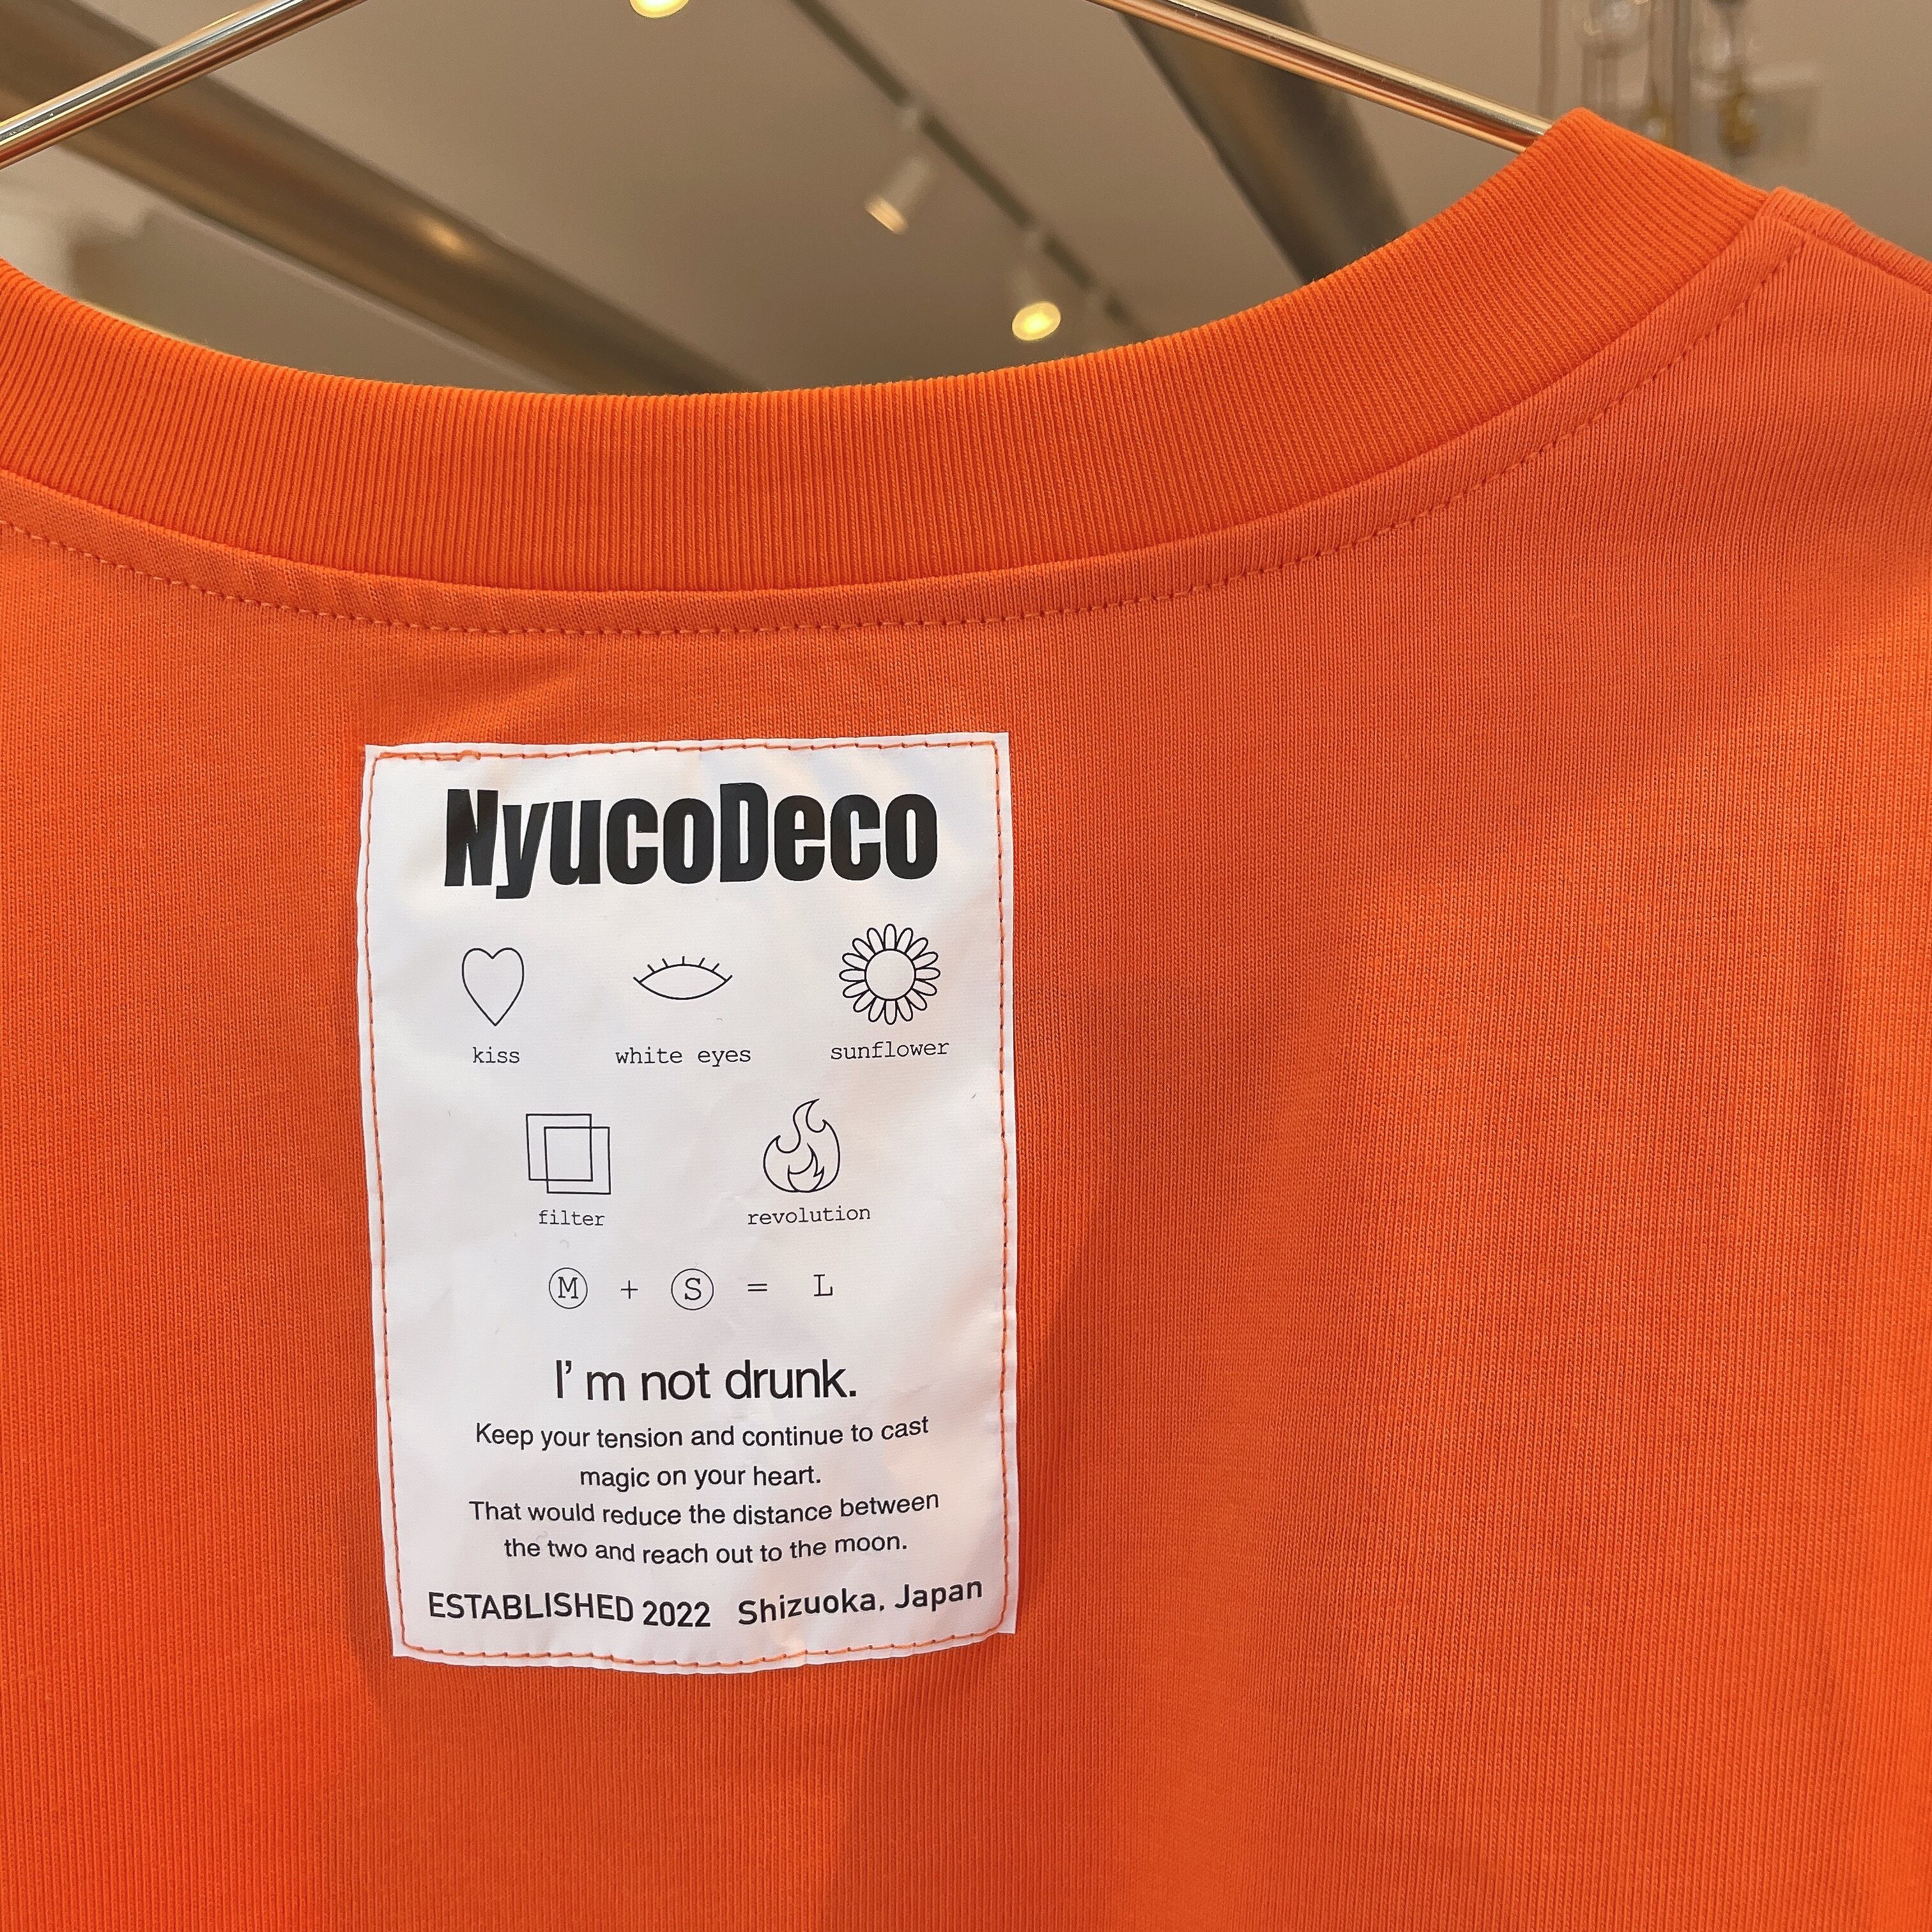 NyucoDeco
kiss white eyes sunflower
filter revolution
Ⓜ + Ⓢ = L
I'm not drunk.
Keep your tension and continue to cast
magic on your heart.
That would reduce the distance between
the two and reach out to the moon.
ESTABLISHED 2022 Shizuoka. Japan